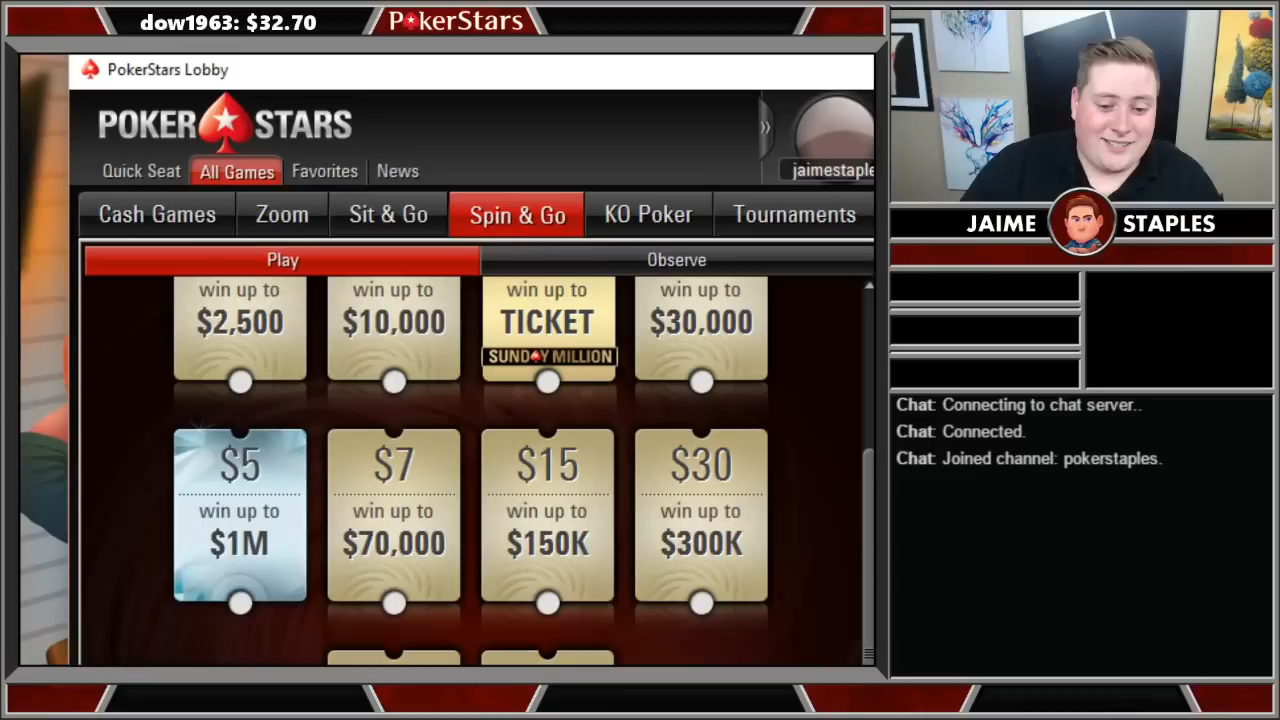 dow1963: $32.70
PokerStars
PokerStars Lobby
POKER STARS
jaimestaple
Quick Seat All Games Favorites News
Cash Games Zoom Sit & Go Spin & Go KO Poker Tournaments
Play Observe
win up to win up to win up to win up to
$2,500 $10,000 TICKET $30,000
SUNDAY MILLION
$5 $7 $15 $30
win up to win up to win up to win up to
$1M $70,000 $150K $300K
JAIME STAPLES
Chat: Connecting to chat server..
Chat: Connected.
Chat: Joined channel: pokerstaples.